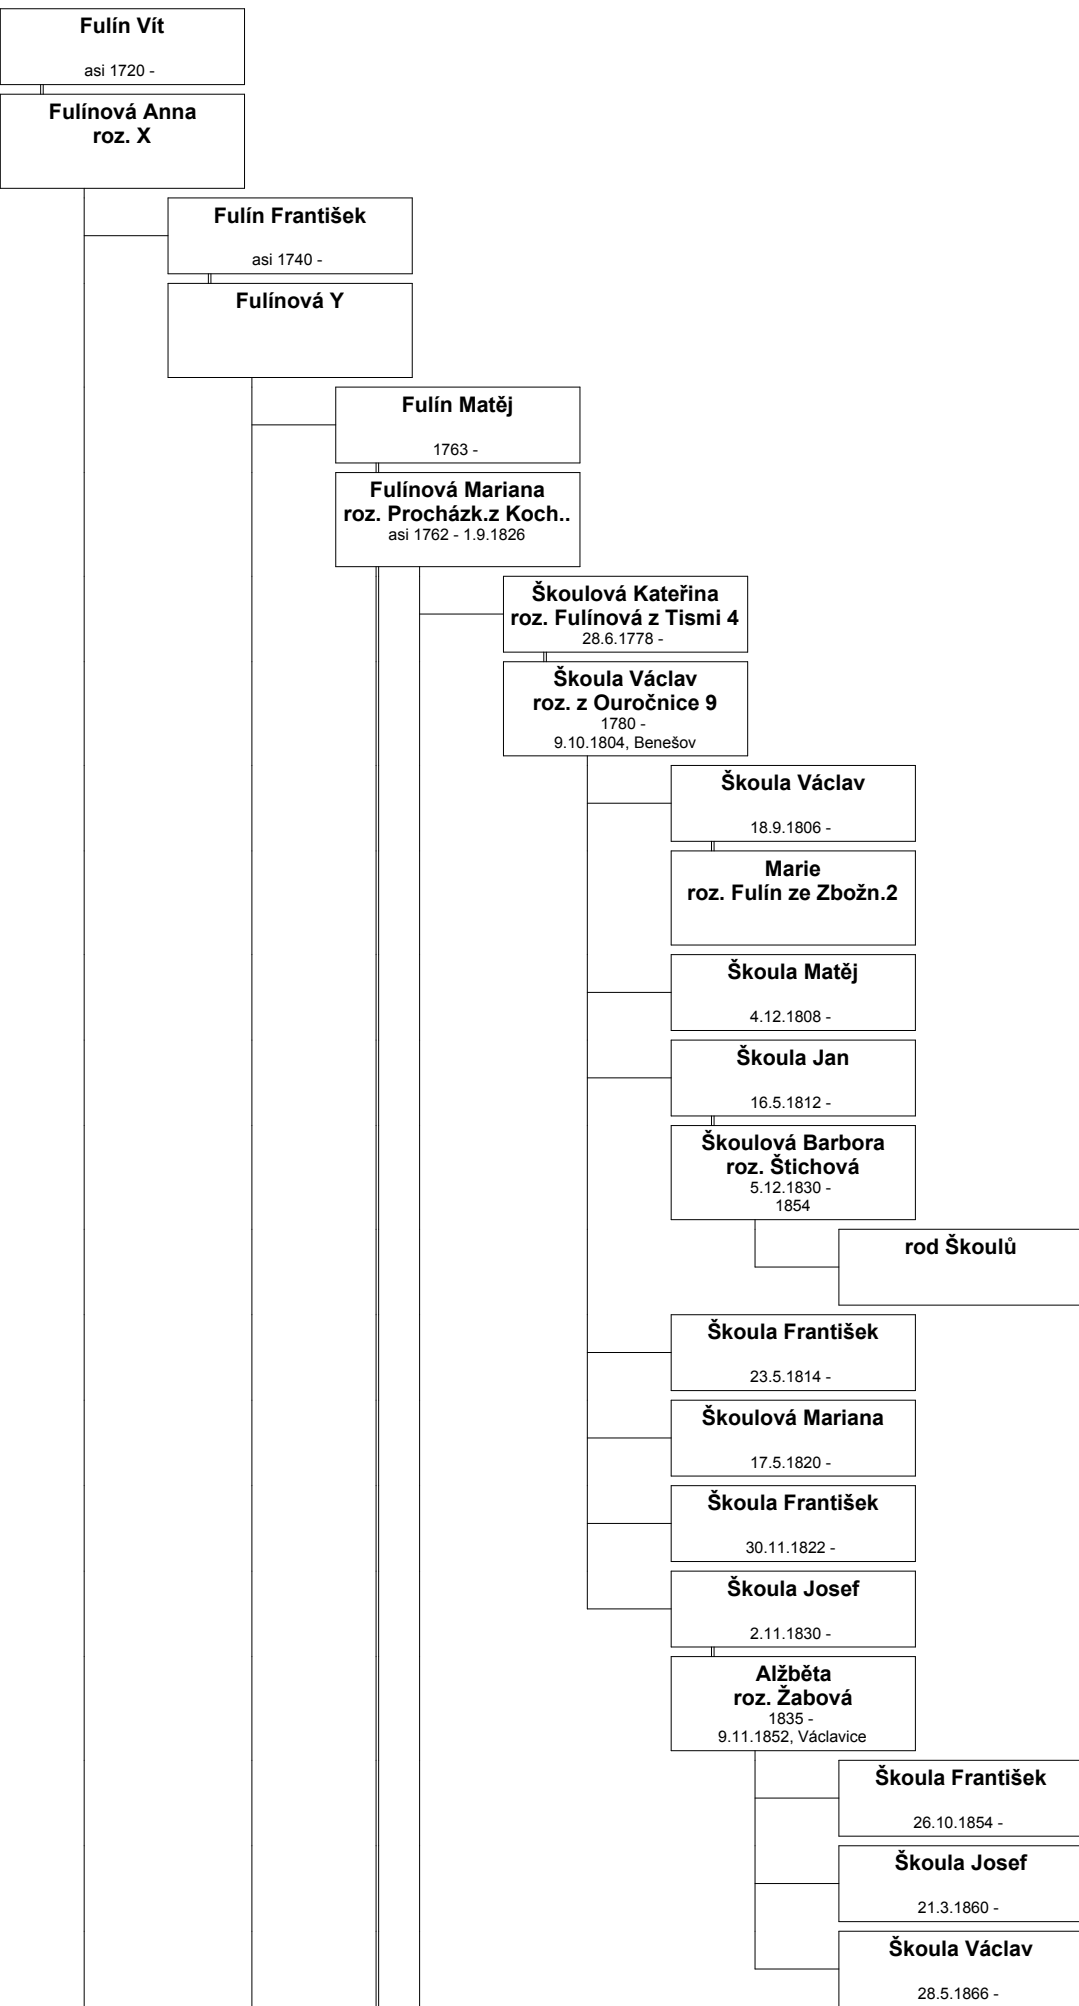 Fulín Vít
asi 1720 -
Fulínová Anna
roz. X
Fulín František
asi 1740 -
Fulínová Y
Fulín Matěj
1763 -
Fulínová Mariana
roz. Procházk.z Koch..
asi 1762 - 1.9.1826
Škoulová Kateřina
roz. Fulínová z Tismi 4
28.6.1778 -
Škoula Václav
roz. z Ouročnice 9
1780 -
9.10.1804, Benešov
Škoula Václav
18.9.1806 -
Marie
roz. Fulín ze Zbožn.2
Škoula Matěj
4.12.1808 -
Škoula Jan
16.5.1812 -
Škoulová Barbora
roz. Štichová
5.12.1830 -
1854
rod Škoulů
Škoula František
23.5.1814 -
Škoulová Mariana
17.5.1820 -
Škoula František
30.11.1822 -
Škoula Josef
2.11.1830 -
Alžběta
roz. Žabová
1835 -
9.11.1852, Václavice
Škoula František
26.10.1854 -
Škoula Josef
21.3.1860 -
Škoula Václav
28.5.1866 -